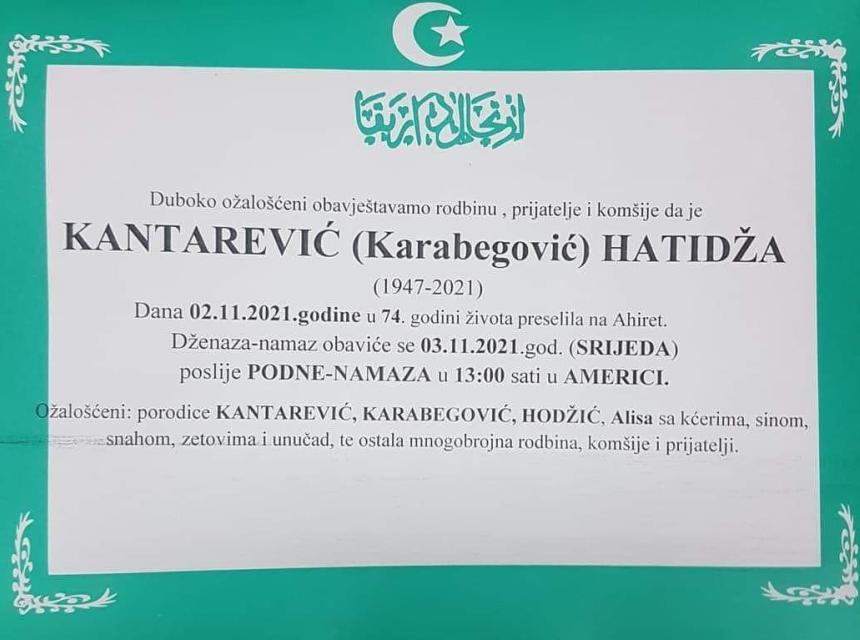 Duboko ožalošćeni obavještavamo rodbinu , prijatelje i komšije da je
KANTAREVIĆ (Karabegović) HATIDŽA
(1947-2021)
Dana 02.11.2021.godine u 74. godini života preselila na Ahiret.
Dženaza-namaz obaviće se 03.11.2021.god. (SRIJEDA)
poslije PODNE-NAMAZA u 13:00 sati u AMERICI.
Ožalošćeni: porodice KANTAREVIĆ, KARABEGOVIĆ, HODŽIĆ, Alisa sa kćerima, sinom,
snahom, zetovima i unučad, te ostala mnogobrojna rodbina, komšije i prijatelji.